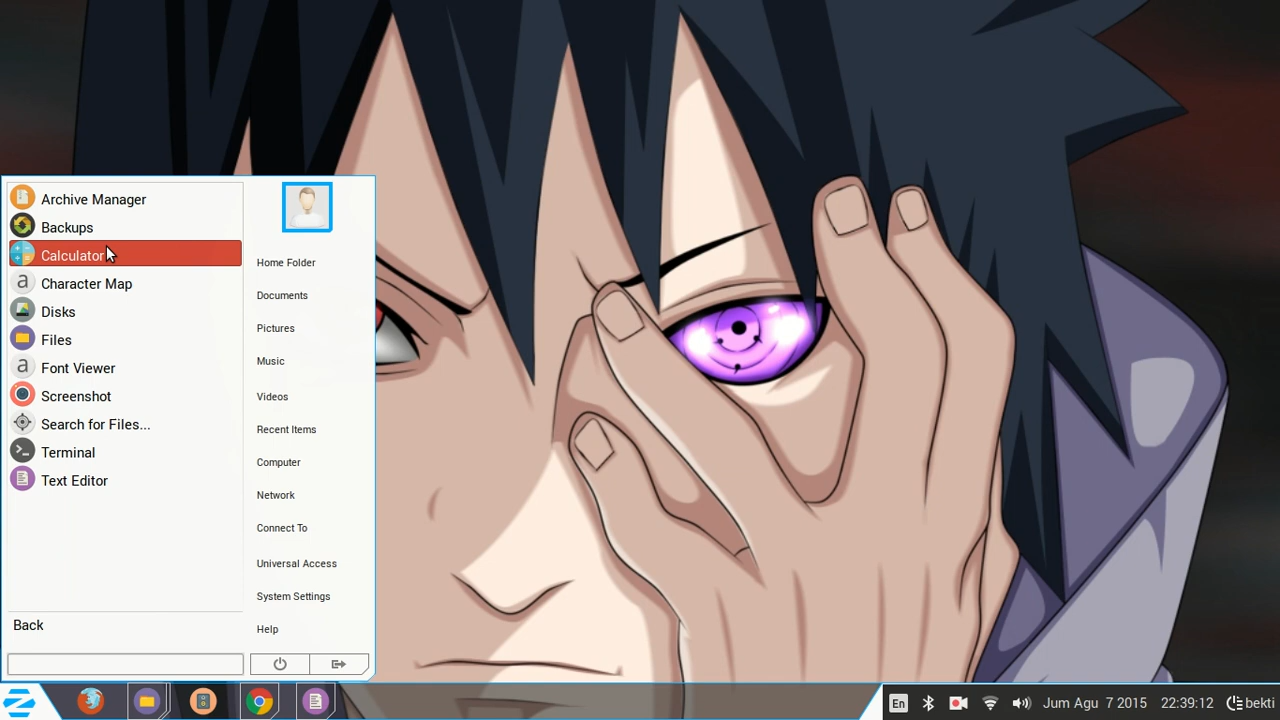 Archive Manager
Backups
Calculator
Character Map
Disks
Files
Font Viewer
Screenshot
Search for Files...
Terminal
Text Editor
Back
Home Folder
Documents
Pictures
Music
Videos
Recent Items
Computer
Network
Connect To
Universal Access
System Settings
Help
En
Jum Agu 7 2015
22:39:12
bekti